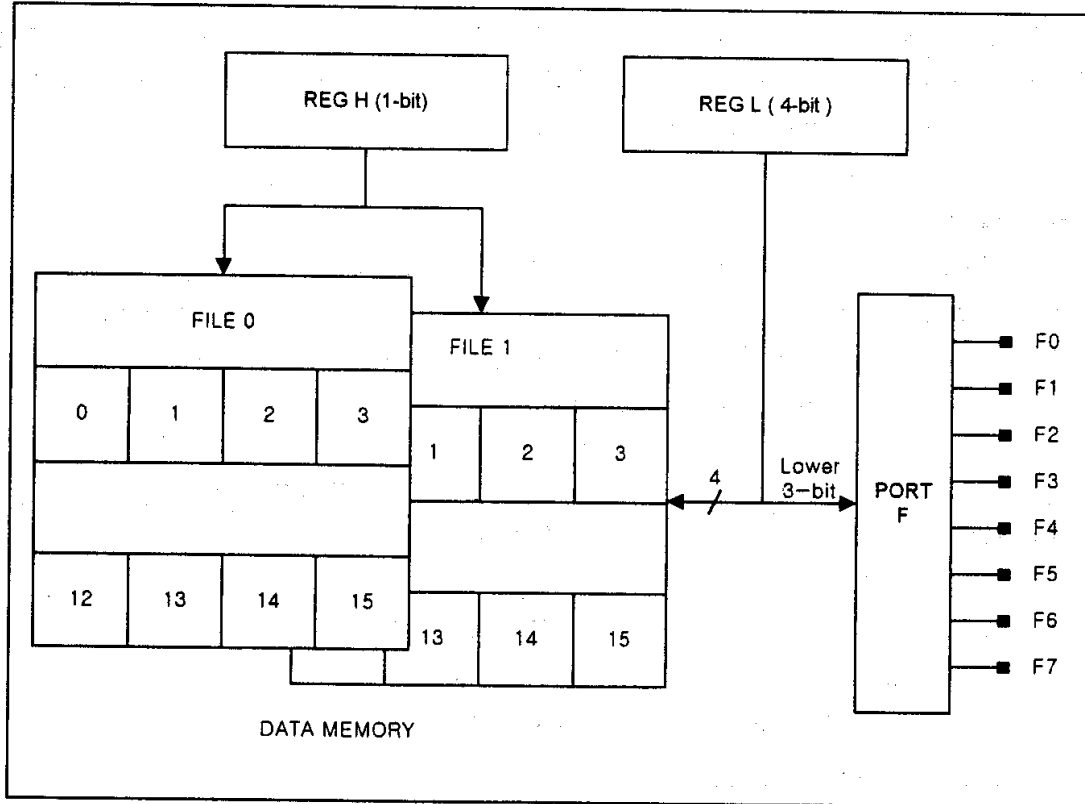 REG H (1-bit)
REG L ( 4-bit )
FILE 0
FILE 1
0 1 2 3
1 2 3
4
Lower
3-bit
PORT
F
12 13 14 15
13 14 15
F0
F1
F2
F3
F4
F5
F6
F7
DATA MEMORY